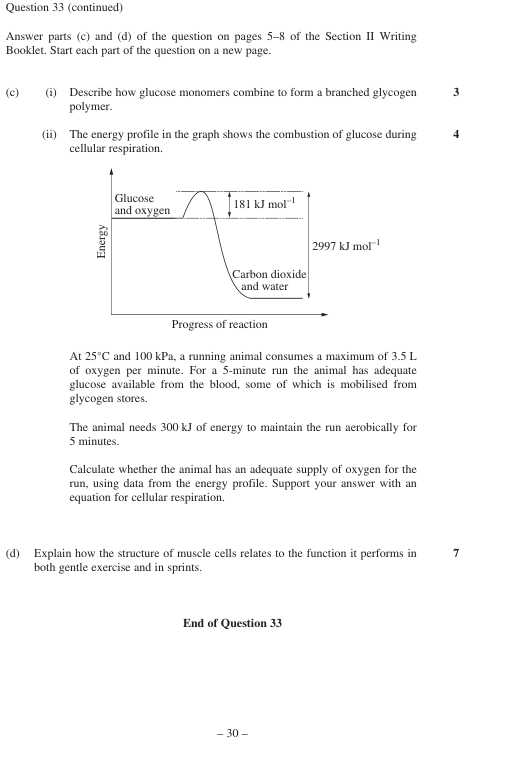 Question 33 (continued)
Answer parts (c) and (d) of the question on pages 5–8 of the Section II Writing
Booklet. Start each part of the question on a new page.
(c) (i) Describe how glucose monomers combine to form a branched glycogen 3
polymer.
(ii) The energy profile in the graph shows the combustion of glucose during 4
cellular respiration.
Glucose
and oxygen
181 kJ mol⁻¹
2997 kJ mol⁻¹
Energy
Carbon dioxide
and water
Progress of reaction
At 25°C and 100 kPa, a running animal consumes a maximum of 3.5 L
of oxygen per minute. For a 5-minute run the animal has adequate
glucose available from the blood, some of which is mobilised from
glycogen stores.
The animal needs 300 kJ of energy to maintain the run aerobically for
5 minutes.
Calculate whether the animal has an adequate supply of oxygen for the
run, using data from the energy profile. Support your answer with an
equation for cellular respiration.
(d) Explain how the structure of muscle cells relates to the function it performs in 7
both gentle exercise and in sprints.
End of Question 33
– 30 –